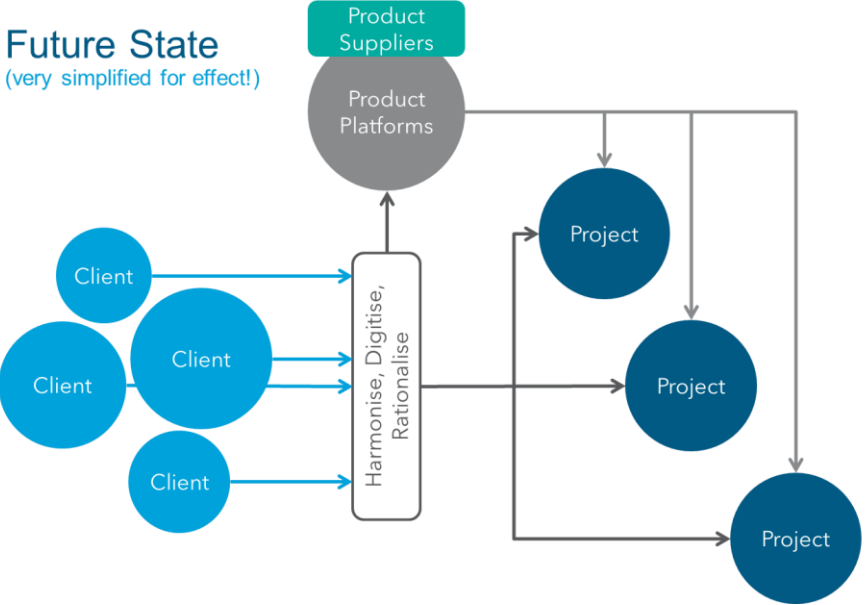 Future State
(very simplified for effect!)
Product
Suppliers
Product
Platforms
Project
Client
Client
Client
Harmonise, Digitise,
Rationalise
Project
Client
Project